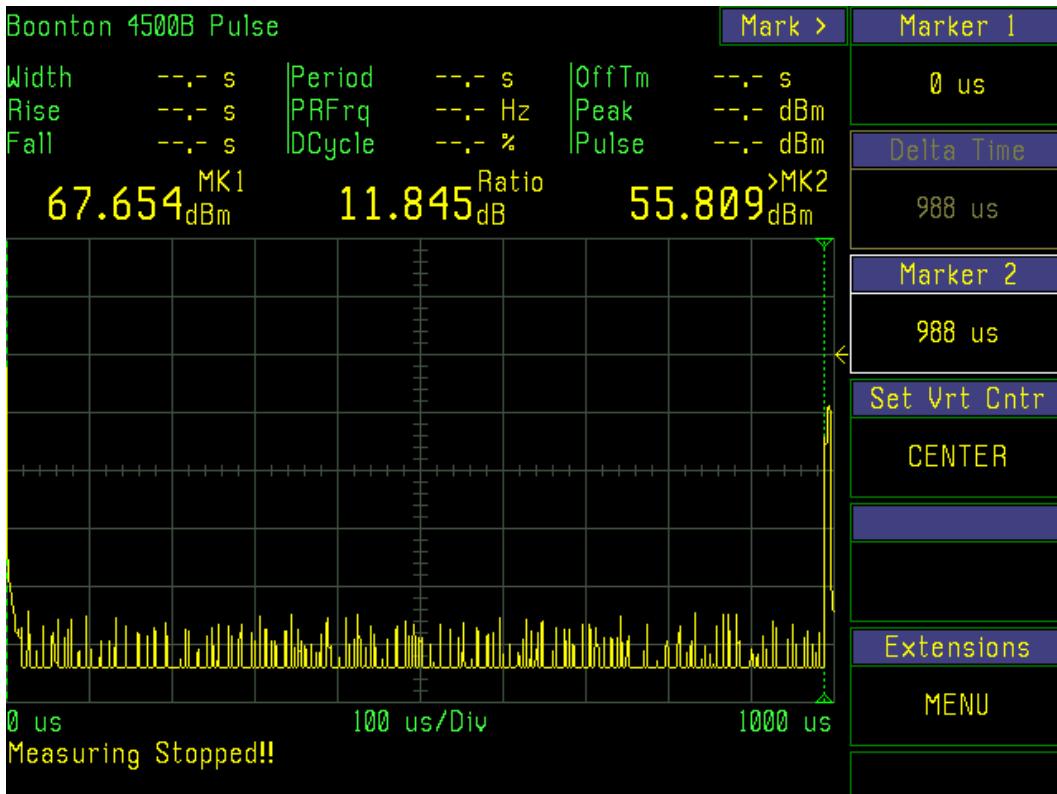 Boonton 4500B Pulse Mark >
Width --.- s Period --.- s OffTm --.- s
Rise --.- s PRFrq --.- Hz Peak --.- dBm
Fall --.- s DCycle --.- % Pulse --.- dBm
67.654 dBm MK1 11.845 dB Ratio 55.809 dBm >MK2
0 us 100 us/Div 1000 us
Measuring Stopped!!
Marker 1
0 us
Delta Time
988 us
Marker 2
988 us
Set Vrt Cntr
CENTER
Extensions
MENU